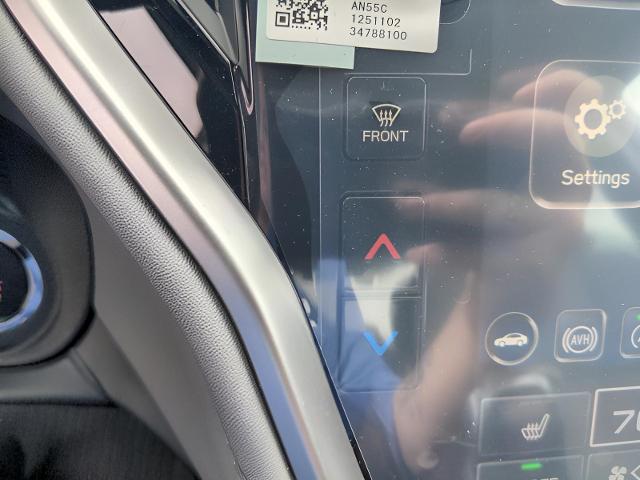 AN55C
1251102
34788100
FRONT
Settings
AVH